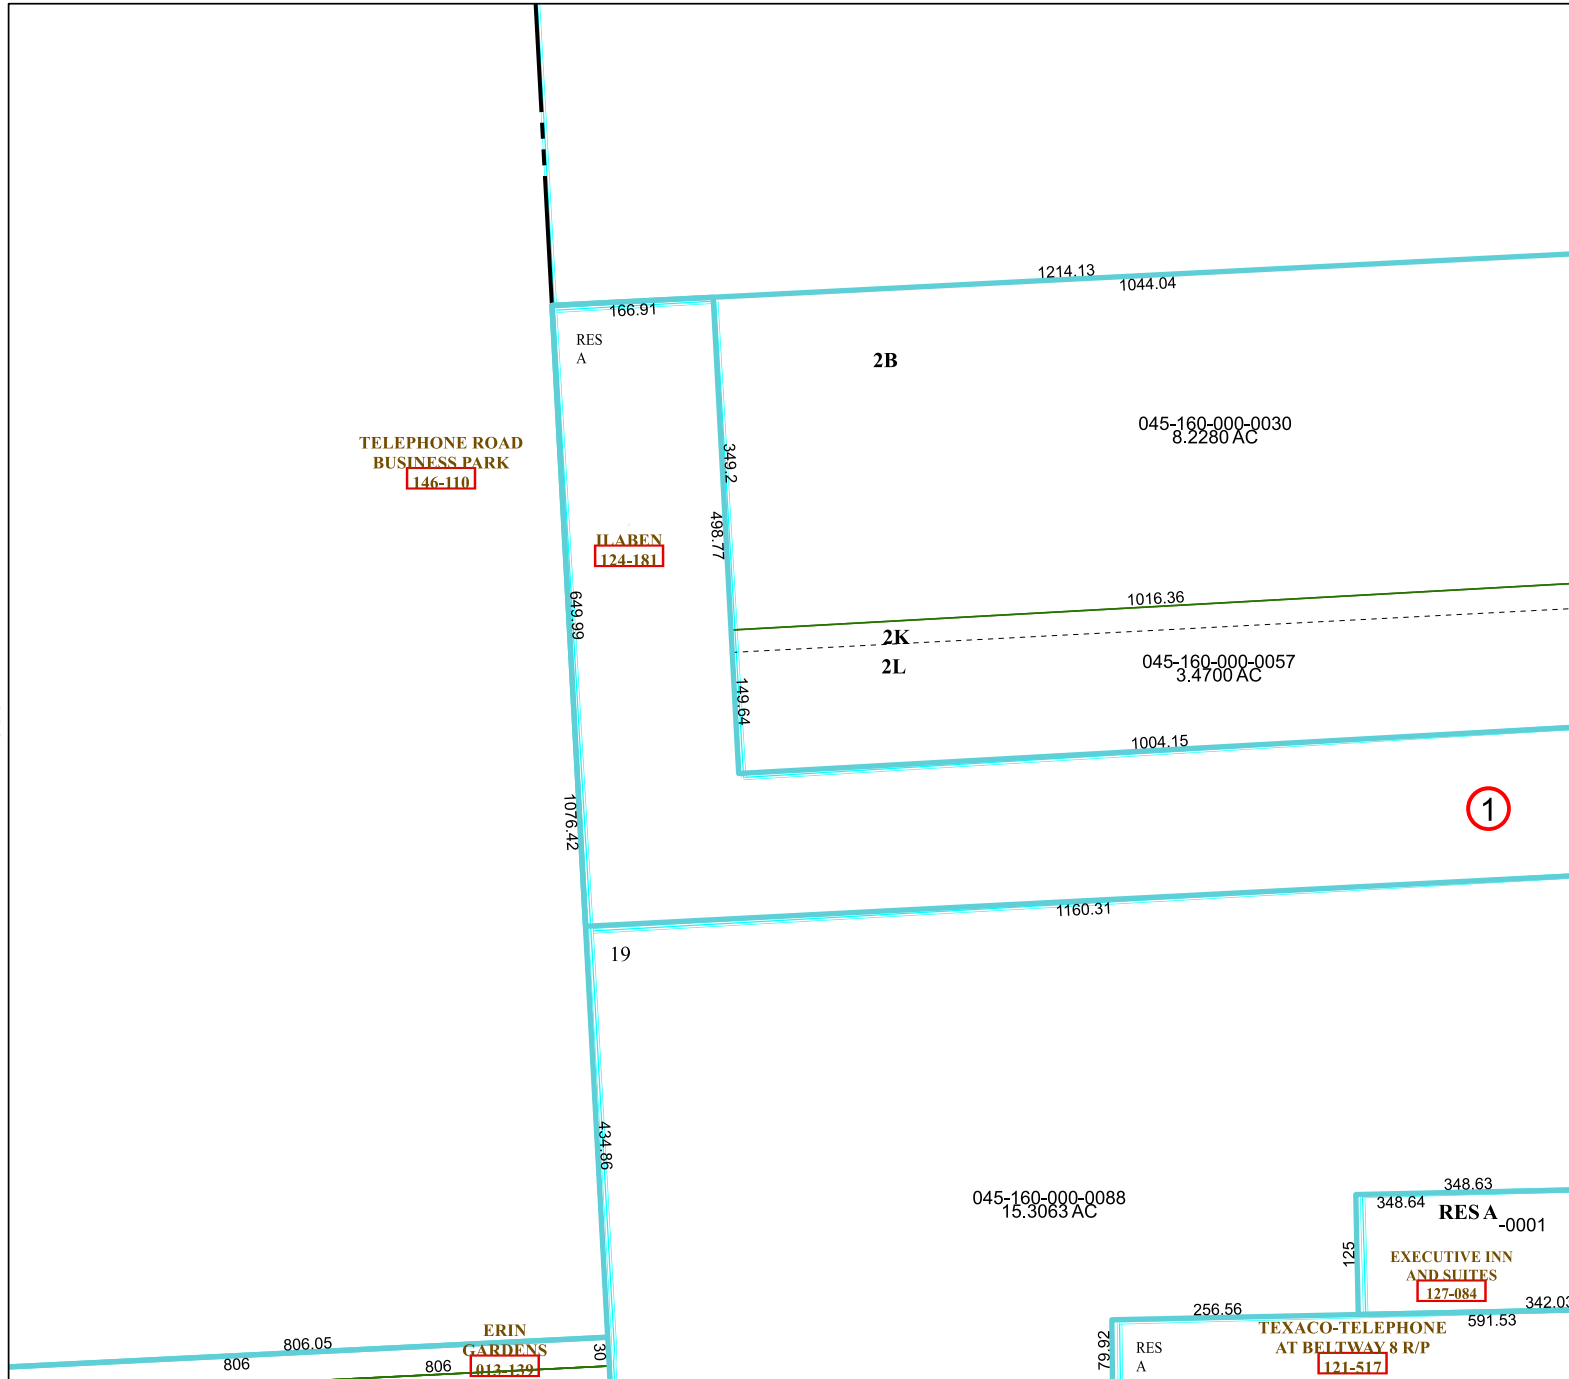 1214.13
1044.04
166.91
RES
A
2B
045-160-000-0030
8.2280 AC
TELEPHONE ROAD
BUSINESS PARK
146-110
349.2
498.77
ILABEN
124-181
649.99
1016.36
2K
2L
045-160-000-0057
3.4700 AC
149.64
1004.15
1
1076.42
1160.31
19
434.86
045-160-000-0088
15.3063 AC
348.63
348.64
RES A
-0001
125
EXECUTIVE INN
AND SUITES
127-084
342.03
256.56
591.53
TEXACO-TELEPHONE
AT BELTWAY 8 R/P
121-517
79.92
RES
A
ERIN
GARDENS
013-139
806.05
806
806
30